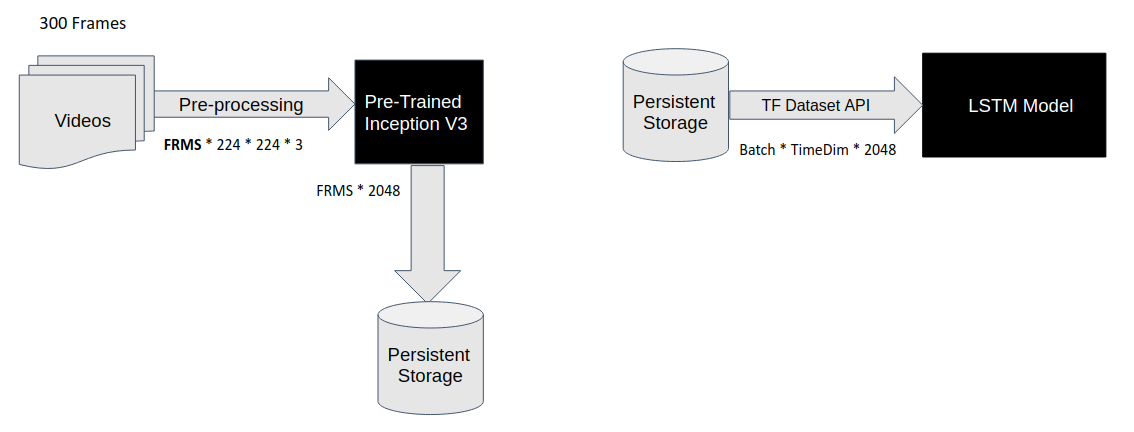 300 Frames
Videos
Pre-processing
FRMS * 224 * 224 * 3
Pre-Trained
Inception V3
FRMS * 2048
Persistent
Storage
Persistent
Storage
TF Dataset API
Batch * TimeDim * 2048
LSTM Model